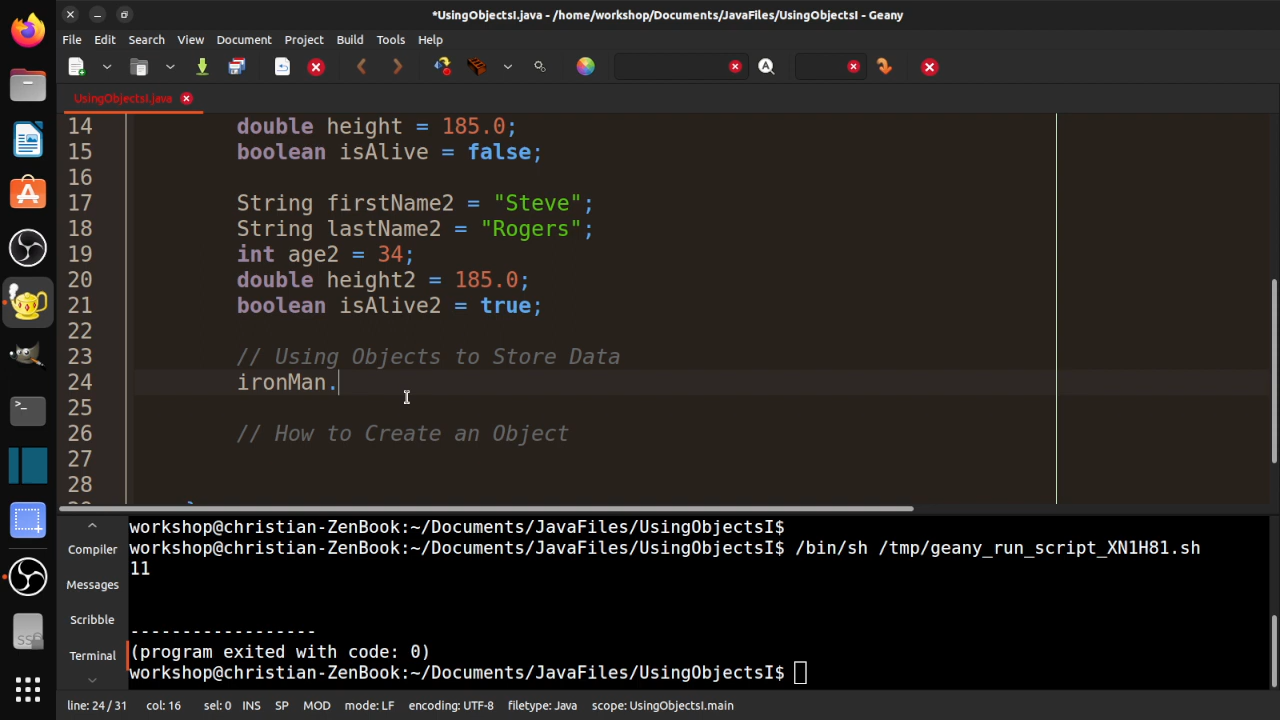 *UsingObjectsI.java - /home/workshop/Documents/JavaFiles/UsingObjectsI - Geany
File Edit Search View Document Project Build Tools Help
UsingObjectsI.java
14 double height = 185.0;
15 boolean isAlive = false;
16
17 String firstName2 = "Steve";
18 String lastName2 = "Rogers";
19 int age2 = 34;
20 double height2 = 185.0;
21 boolean isAlive2 = true;
22
23 // Using Objects to Store Data
24 ironMan.
25
26 // How to Create an Object
27
28
Compiler
Messages
Scribble
Terminal
workshop@christian-ZenBook:~/Documents/JavaFiles/UsingObjectsI$
workshop@christian-ZenBook:~/Documents/JavaFiles/UsingObjectsI$ /bin/sh /tmp/geany_run_script_XN1H81.sh
11
------------------
(program exited with code: 0)
workshop@christian-ZenBook:~/Documents/JavaFiles/UsingObjectsI$
line: 24 / 31 col: 16 sel: 0 INS SP MOD mode: LF encoding: UTF-8 filetype: Java scope: UsingObjectsI.main